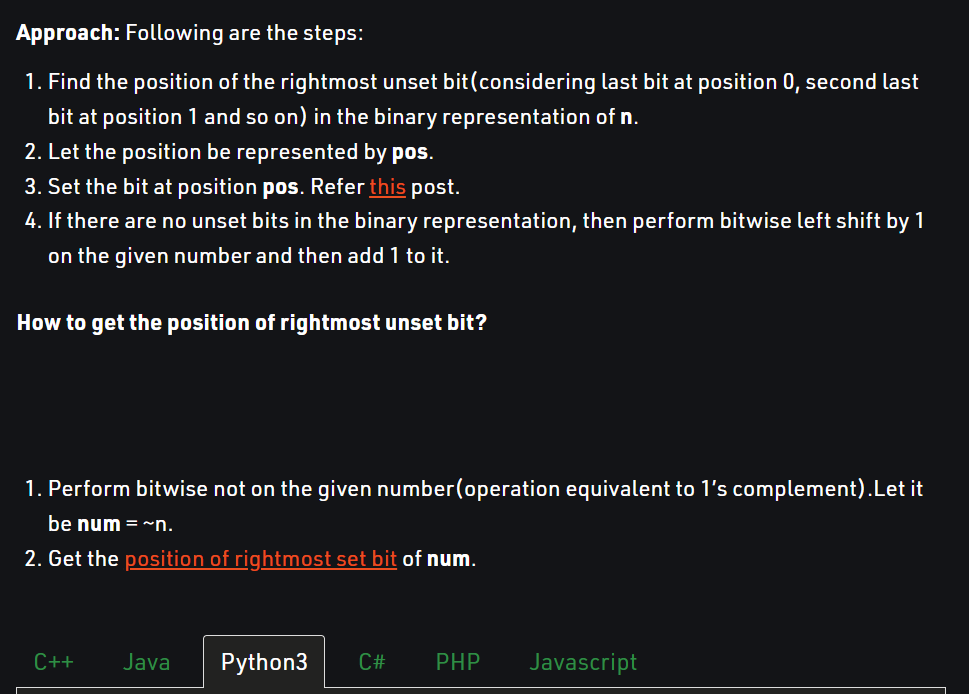 Approach: Following are the steps:
1. Find the position of the rightmost unset bit(considering last bit at position 0, second last
bit at position 1 and so on) in the binary representation of n.
2. Let the position be represented by pos.
3. Set the bit at position pos. Refer this post.
4. If there are no unset bits in the binary representation, then perform bitwise left shift by 1
on the given number and then add 1 to it.
How to get the position of rightmost unset bit?
1. Perform bitwise not on the given number(operation equivalent to 1’s complement).Let it
be num = ~n.
2. Get the position of rightmost set bit of num.
C++ Java Python3 C# PHP Javascript